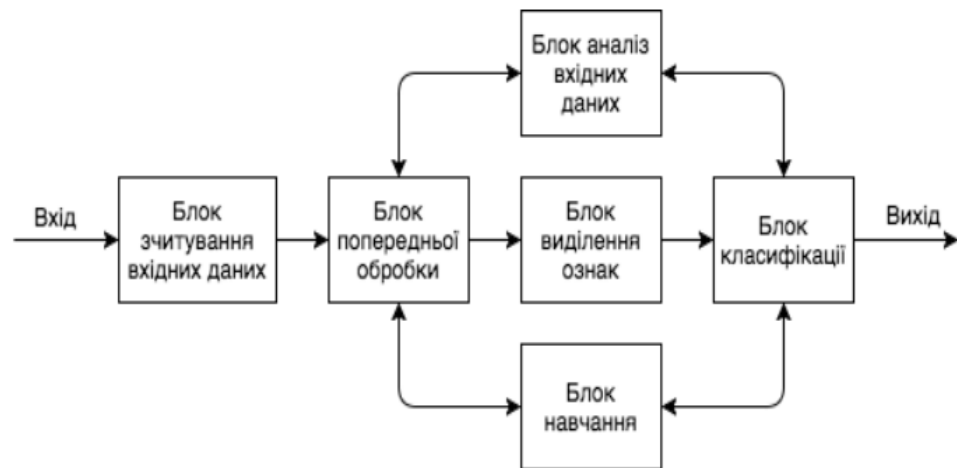 Блок аналіз
вхідних
даних
Вхід
Блок
зчитування
вхідних даних
Блок
попередньої
обробки
Блок
виділення
ознак
Блок
класифікації
Вихід
Блок
навчання